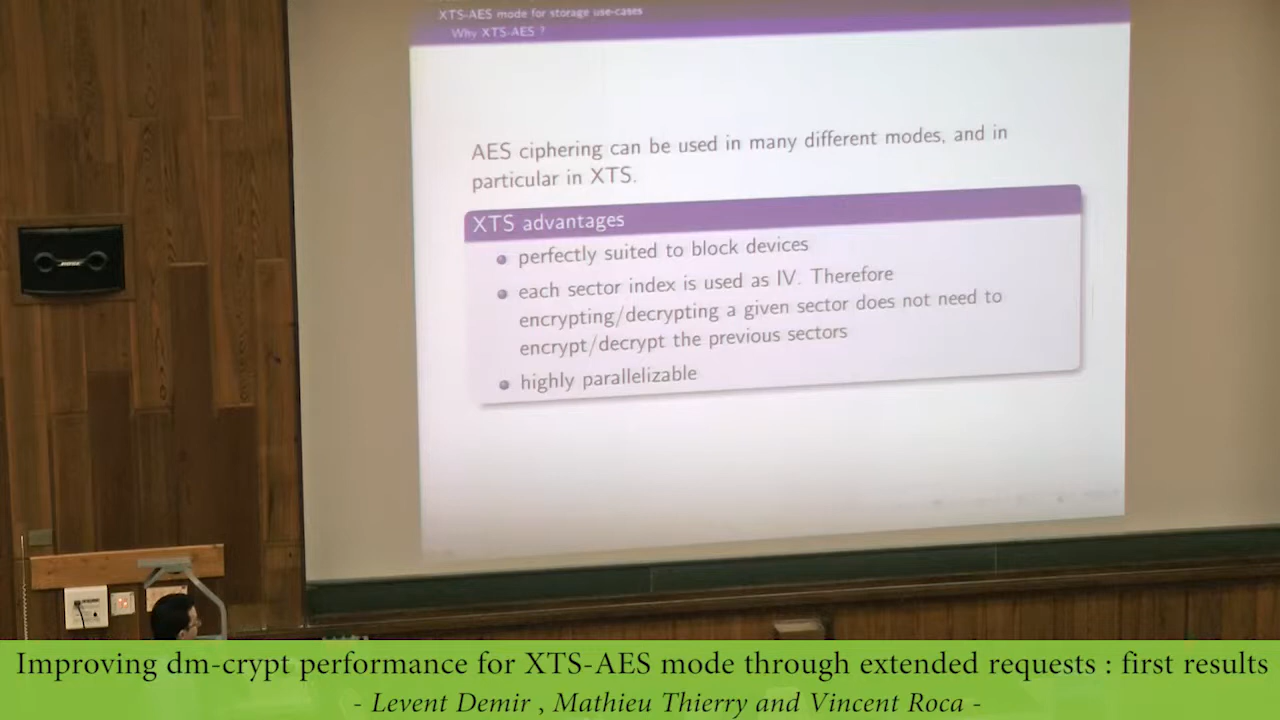 XTS-AES mode for storage use-cases
Why XTS-AES ?
AES ciphering can be used in many different modes, and in
particular in XTS.
XTS advantages
perfectly suited to block devices
each sector index is used as IV. Therefore
encrypting/decrypting a given sector does not need to
encrypt/decrypt the previous sectors
highly parallelizable
BOSE
Improving dm-crypt performance for XTS-AES mode through extended requests : first results
- Levent Demir , Mathieu Thierry and Vincent Roca -